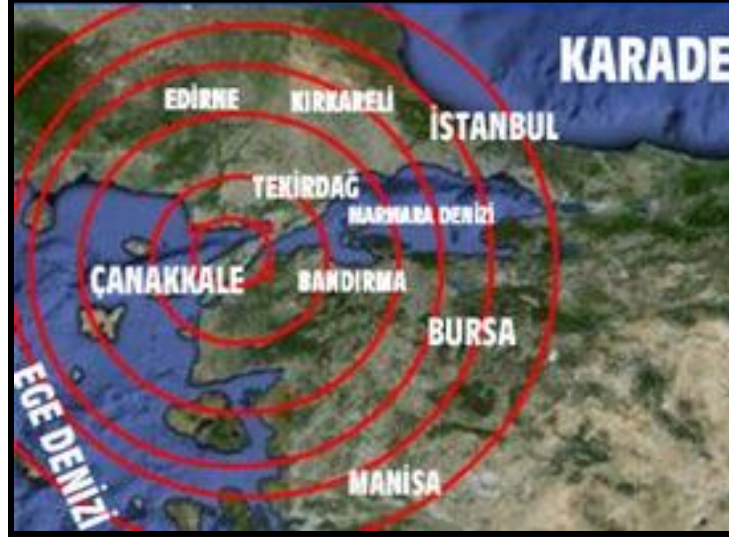 KARADE
EDİRNE
KIRKARELİ
İSTANBUL
TEKİRDAĞ
MARMARA DENİZİ
ÇANAKKALE
BANDIRMA
BURSA
EGE DENİZİ
MANİSA